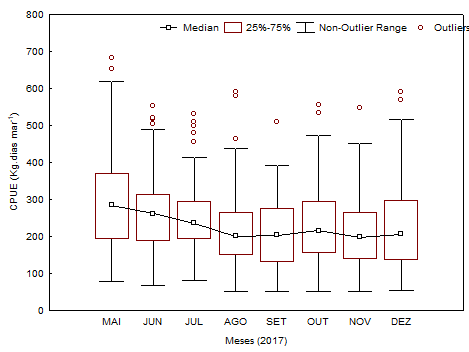 800
Median 25%-75% Non-Outlier Range Outliers
700
600
500
400
300
200
100
0
CPUE (Kg.dias mar⁻¹)
MAI JUN JUL AGO SET OUT NOV DEZ
Meses (2017)